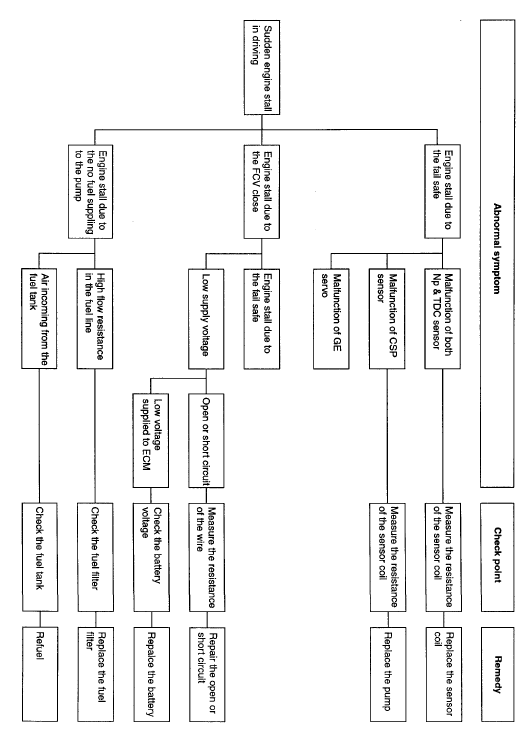 Abnormal symptom
Check point
Remedy
Sudden engine stall
in driving
Engine stall due to
the fail safe
Malfunction of both
Np & TDC sensor
Measure the resistance
of the sensor coil
Replace the sensor
coil
Malfunction of CSP
sensor
Measure the resistance
of the sensor coil
Replace the pump
Malfunction of GE
servo
Engine stall due to
the FCV close
Engine stall due to
the fail safe
Low supply voltage
Open or short circuit
Measure the resistance
of the wire
Repair the open or
short circuit
Low voltage
supplied to ECM
Check the battery
voltage
Repalce the battery
Engine stall due to
the no fuel suppling
to the pump
High flow resistance
in the fuel line
Check the fuel filter
Replace the fuel
filter
Air incoming from the
fuel tank
Check the fuel tank
Refuel